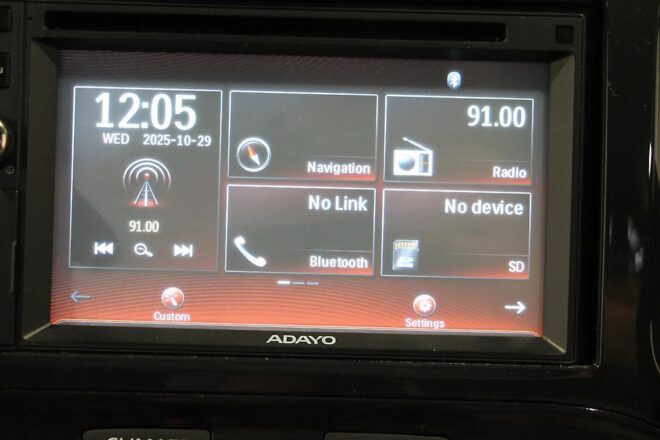 12:05
WED 2025-10-29
91.00
Navigation
91.00
Radio
No Link
Bluetooth
No device
SD
Custom
Settings
ADAYO